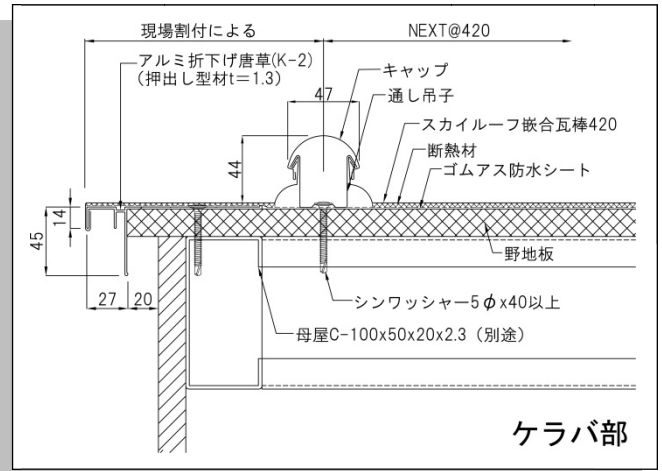 現場割付による
NEXT@420
アルミ折下げ唐草(K-2)
(押出し型材t=1.3)
キャップ
47
通し吊子
スカイルーフ嵌合瓦棒420
断熱材
44
ゴムアス防水シート
14
45
野地板
27
20
シンワッシャー5φx40以上
母屋C-100x50x20x2.3（別途）
ケラバ部